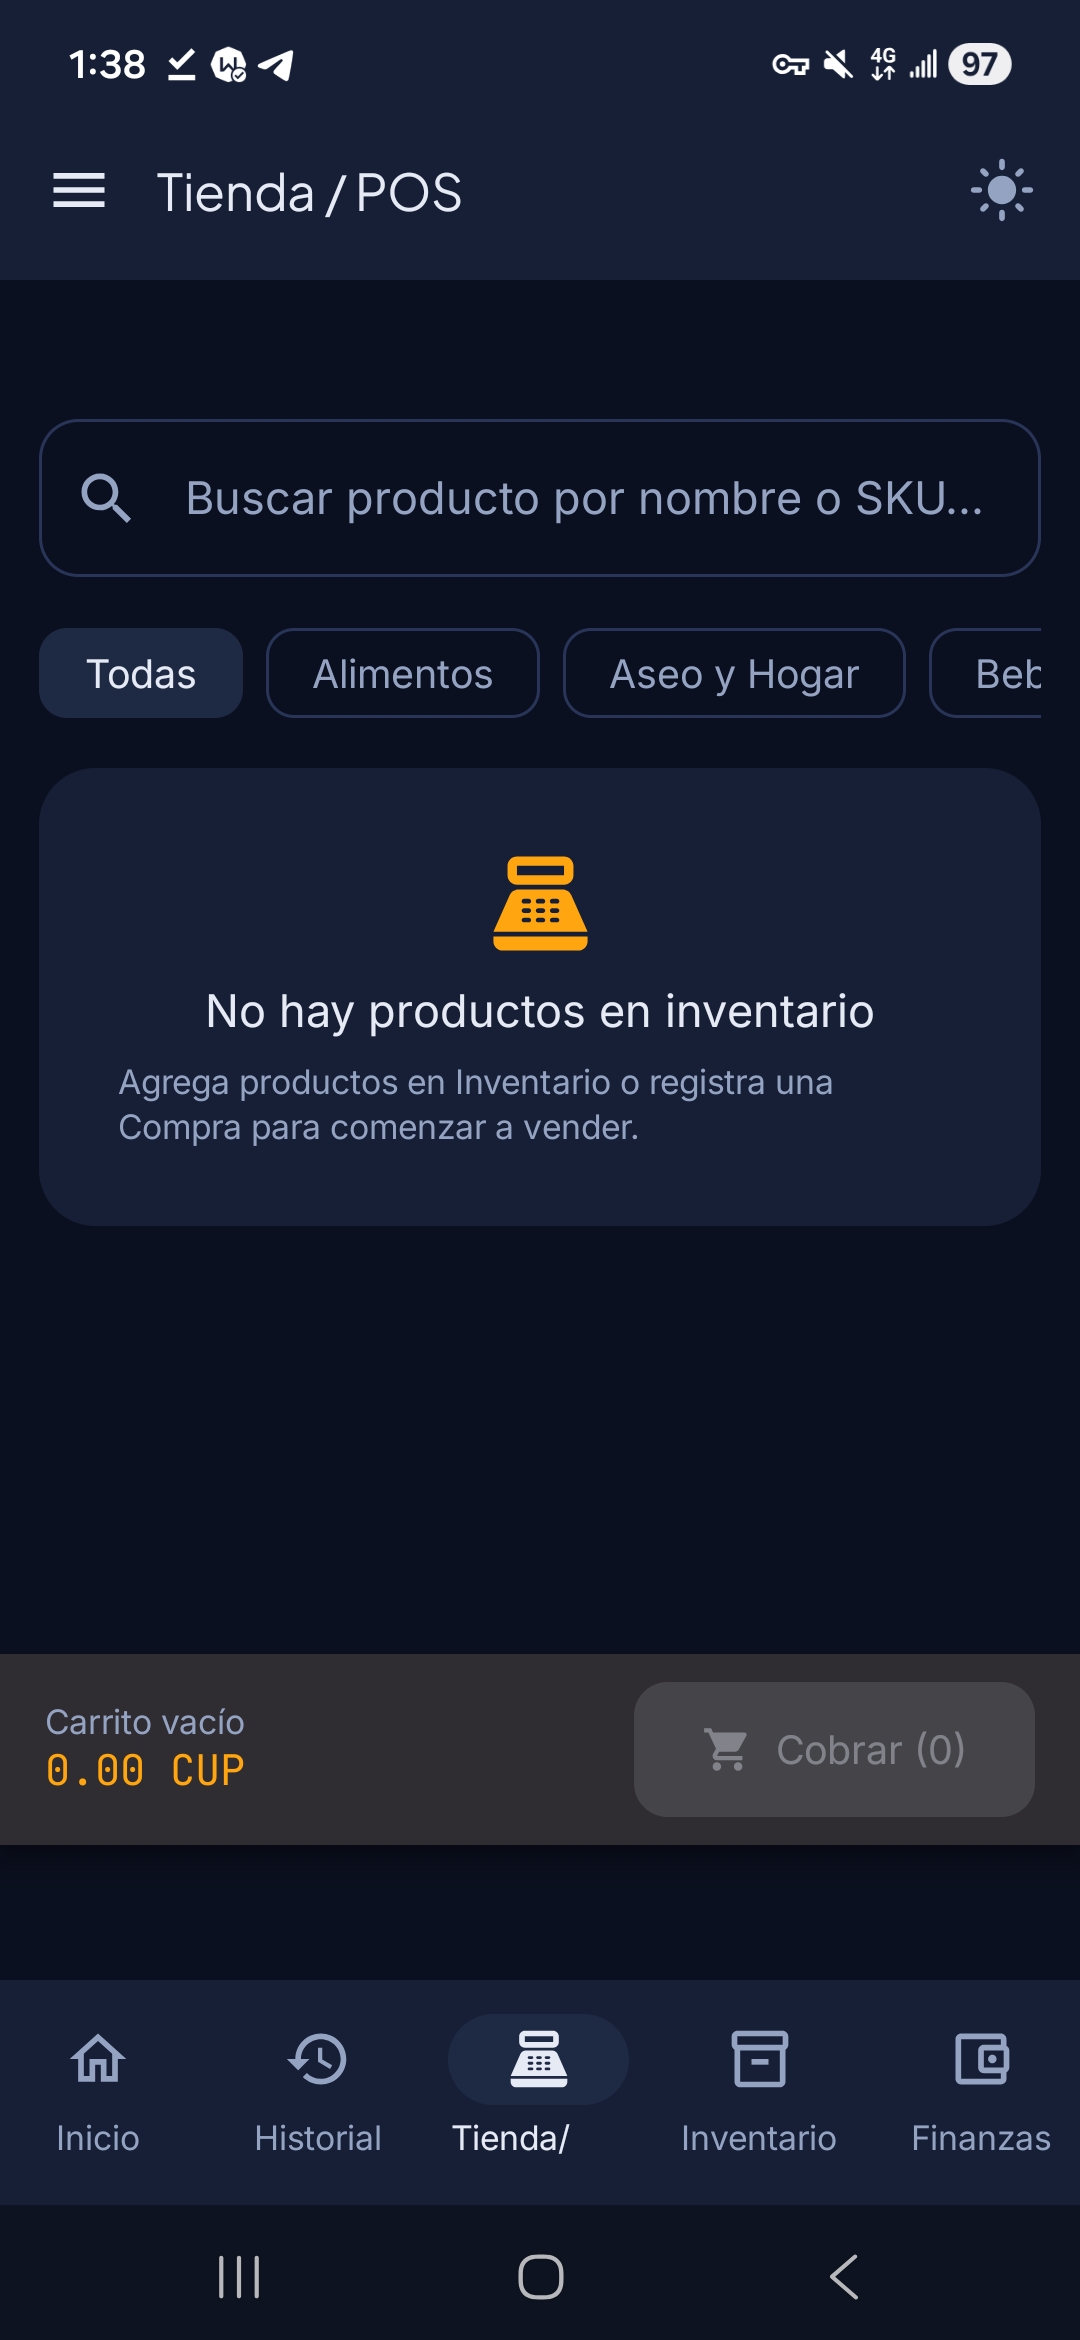 1:38
4G
97
Tienda / POS
Buscar producto por nombre o SKU...
Todas
Alimentos
Aseo y Hogar
Beb
No hay productos en inventario
Agrega productos en Inventario o registra una
Compra para comenzar a vender.
Carrito vacío
0.00 CUP
Cobrar (0)
Inicio
Historial
Tienda/
Inventario
Finanzas